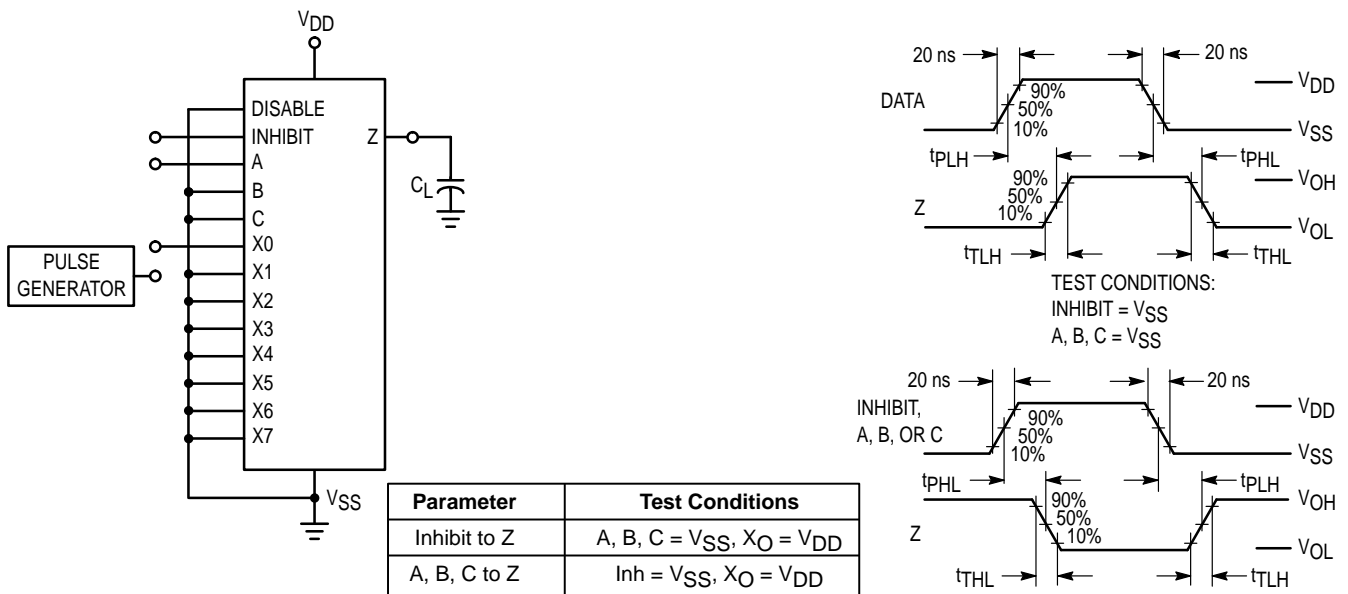 VDD
DISABLE
INHIBIT
A
B
C
X0
X1
X2
X3
X4
X5
X6
X7
Z
CL
PULSE
GENERATOR
VSS
Parameter Test Conditions
Inhibit to Z A, B, C = VSS, XO = VDD
A, B, C to Z Inh = VSS, XO = VDD
20 ns 20 ns
DATA
90%
50%
10%
VDD
VSS
tPLH tPHL
Z
90%
50%
10%
VOH
VOL
tTLH tTHL
TEST CONDITIONS:
INHIBIT = VSS
A, B, C = VSS
20 ns 20 ns
INHIBIT,
A, B, OR C
90%
50%
10%
VDD
VSS
tPHL tPLH
Z
90%
50%
10%
VOH
VOL
tTHL tTLH